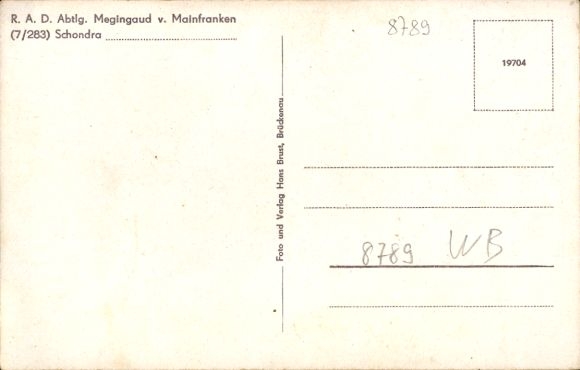 R. A. D. Abtlg. Megingaud v. Mainfranken
(7/283) Schondra
8789
19704
Foto und Verlag Hans Brust, Brückenau
8789 WB